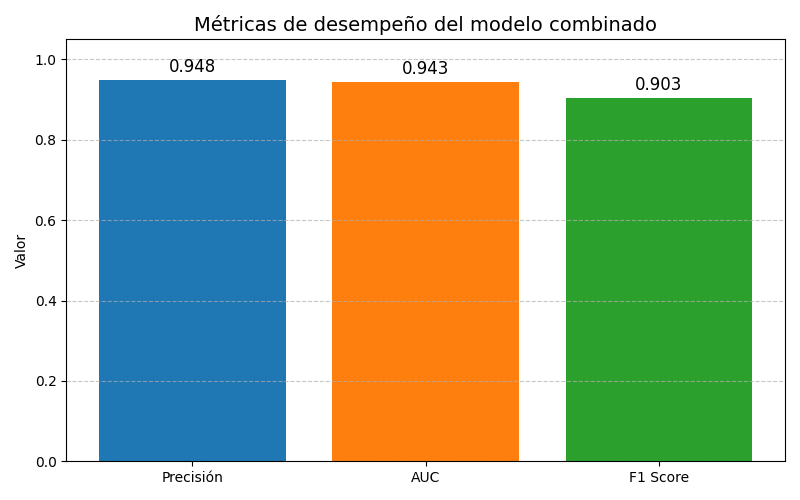 Métricas de desempeño del modelo combinado
1.0
0.8
0.6
0.4
0.2
0.0
Valor
0.948
0.943
0.903
Precisión
AUC
F1 Score